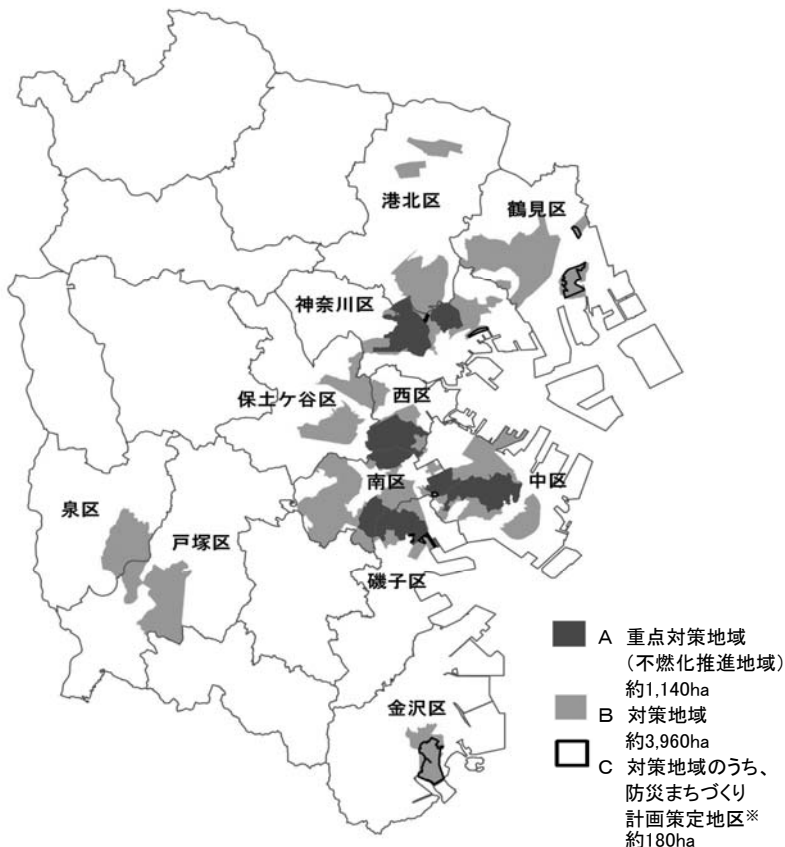 港北区
鶴見区
神奈川区
保土ケ谷区
西区
南区
中区
泉区
戸塚区
磯子区
金沢区
A 重点対策地域
(不燃化推進地域)
約1,140ha
B 対策地域
約3,960ha
C 対策地域のうち、
防災まちづくり
計画策定地区※
約180ha